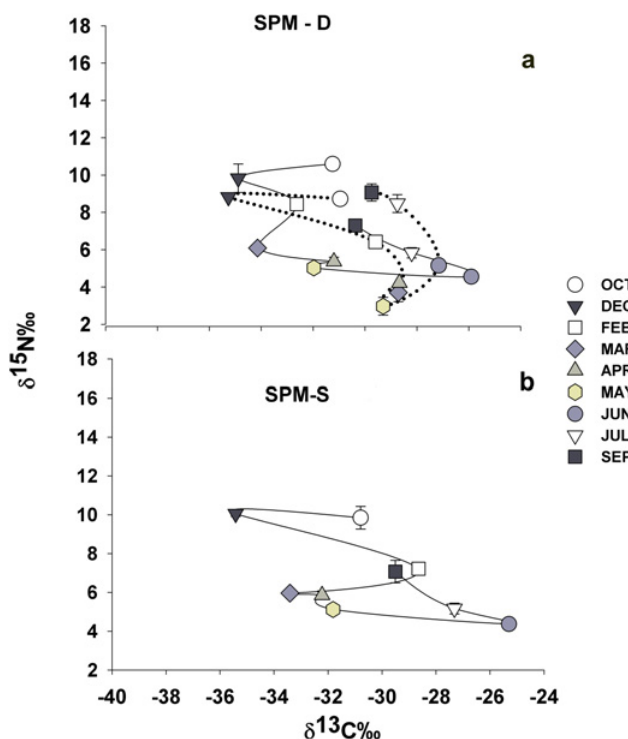 SPM - D
a
18
16
14
12
10
8
6
4
2
δ15N‰
OCT
DEC
FEB
MAR
APR
MAY
JUN
JUL
SEP
SPM-S
b
18
16
14
12
10
8
6
4
2
-40 -38 -36 -34 -32 -30 -28 -26 -24
δ13C‰